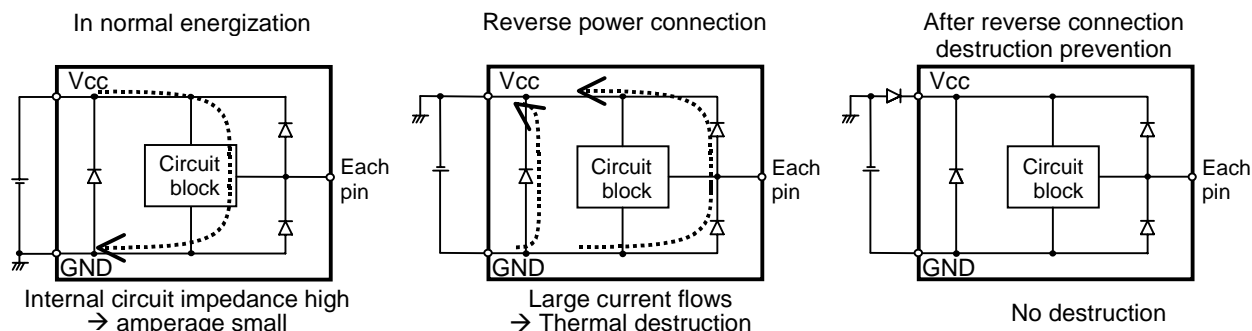 In normal energization
Vcc
Circuit
block
Each
pin
GND
Internal circuit impedance high
→ amperage small
Reverse power connection
Vcc
Circuit
block
Each
pin
GND
Large current flows
→ Thermal destruction
After reverse connection
destruction prevention
Vcc
Circuit
block
Each
pin
GND
No destruction